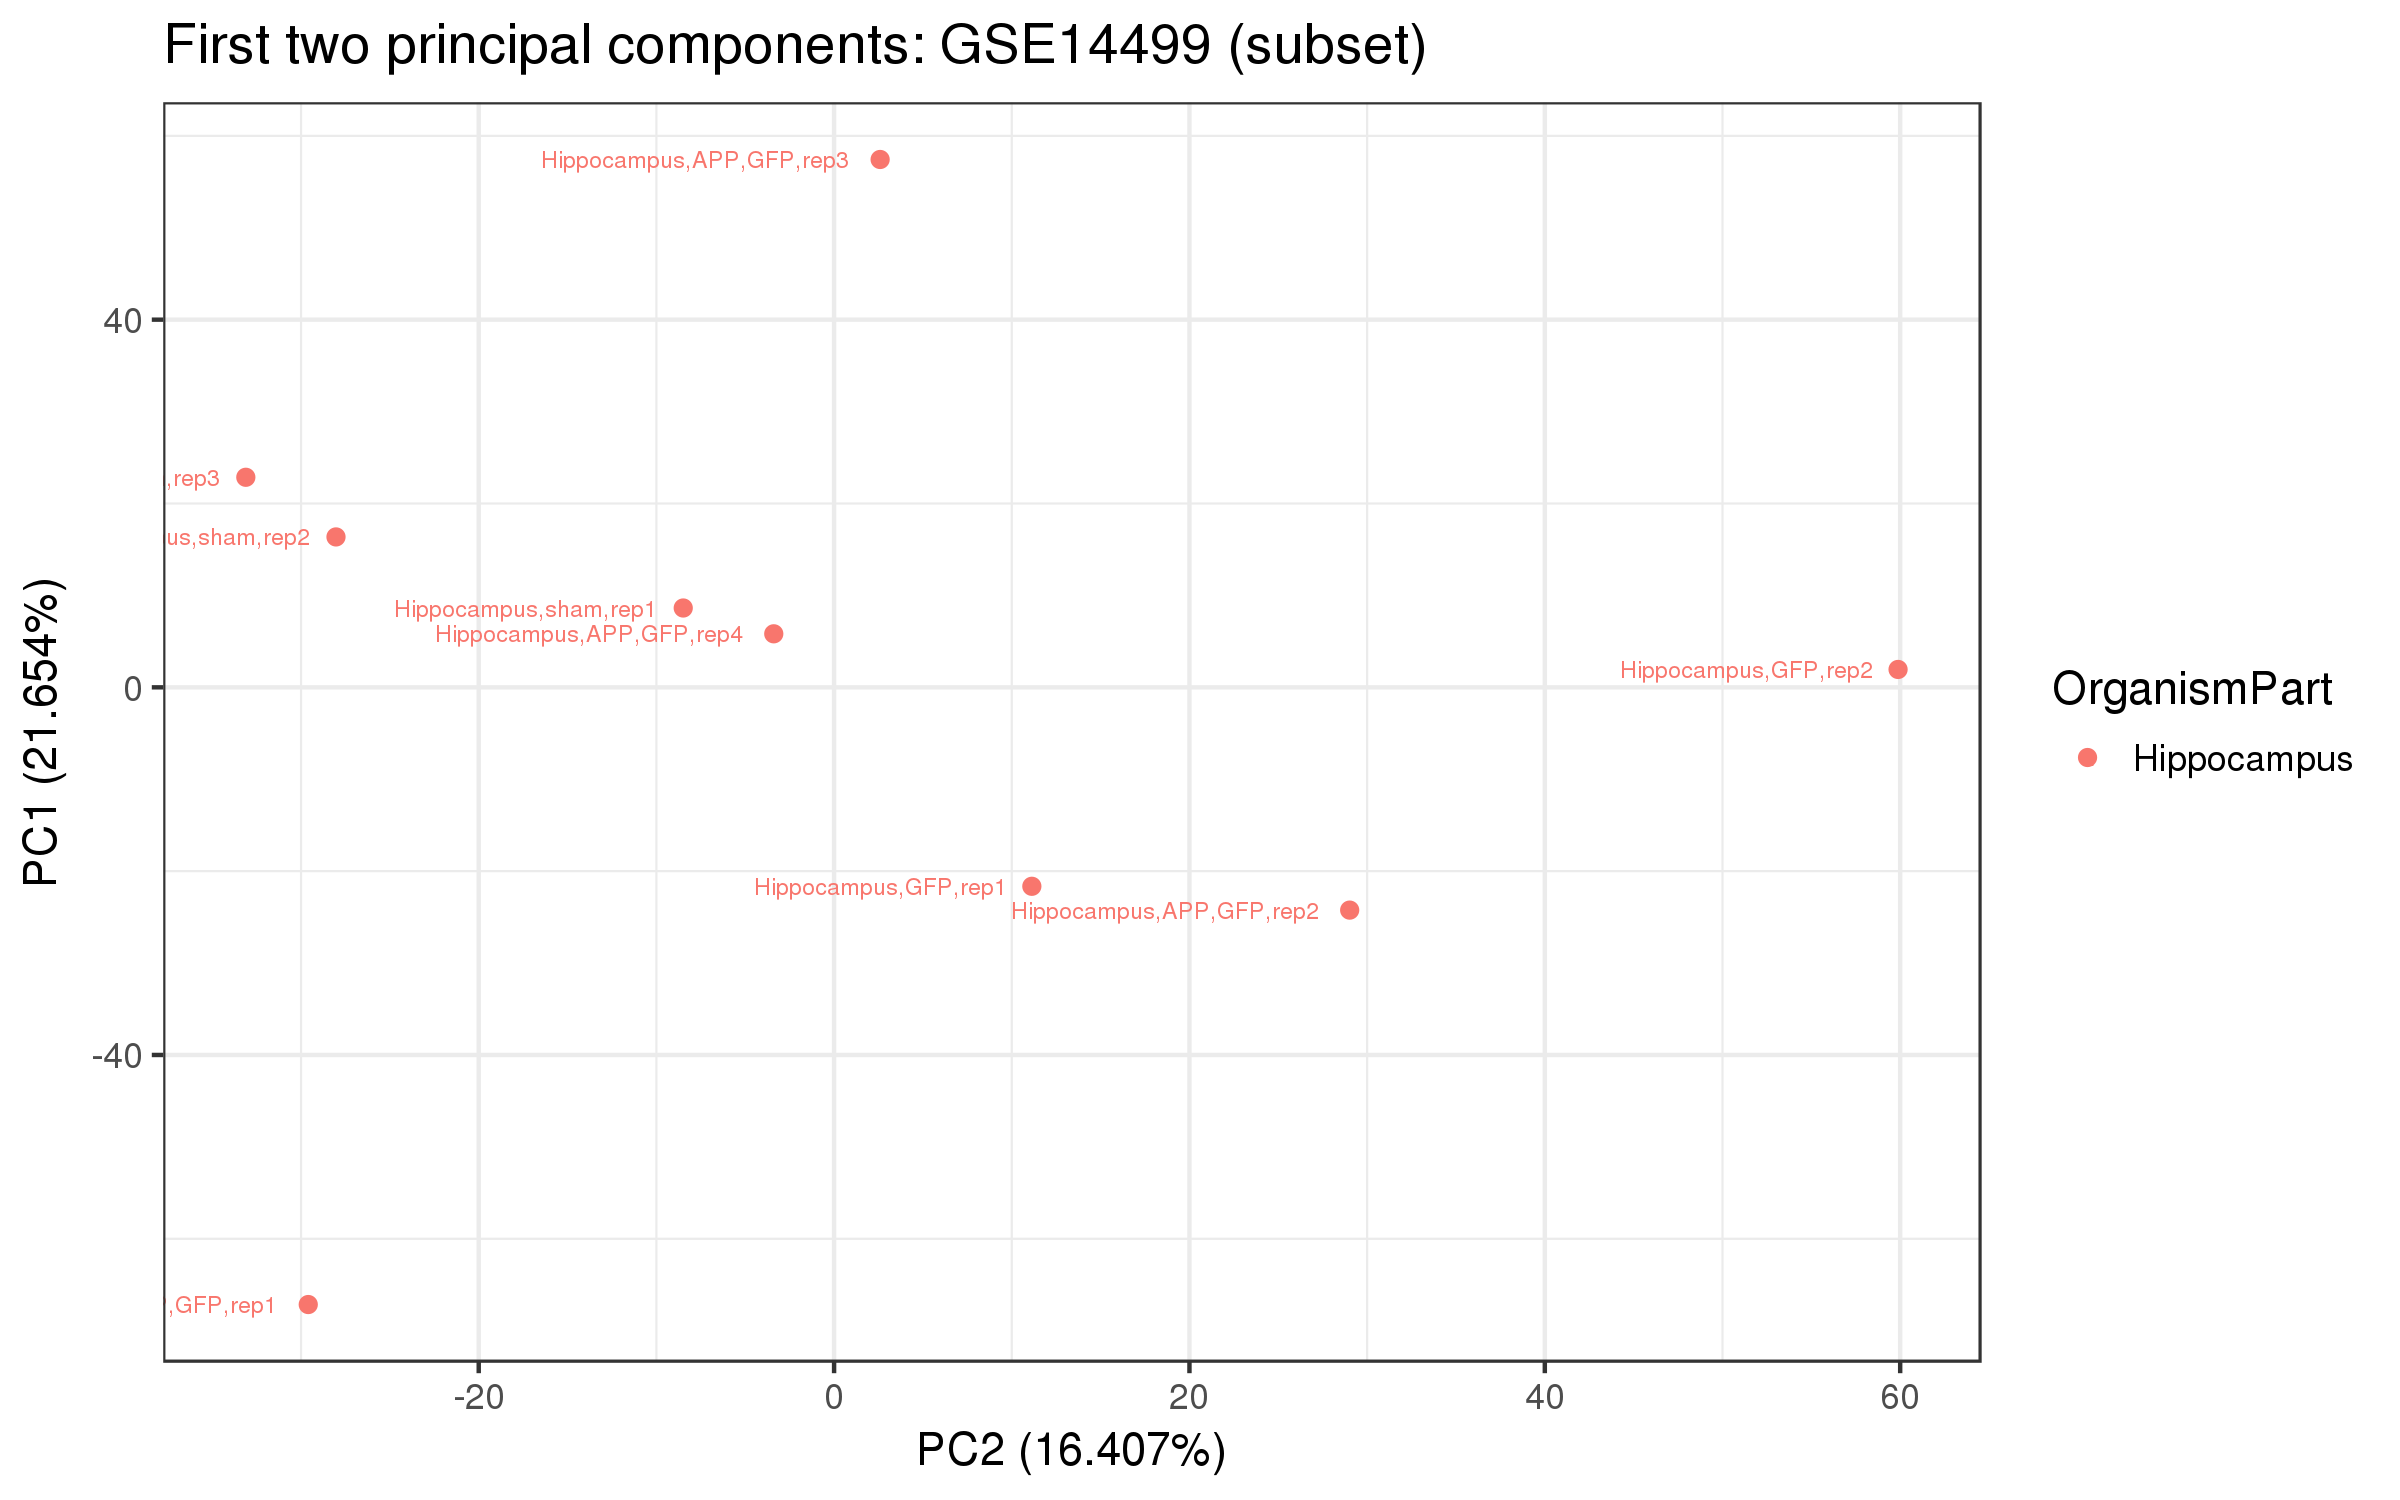 First two principal components: GSE14499 (subset)
Hippocampus,APP,GFP,rep3
40
,rep3
us,sham,rep2
Hippocampus,sham,rep1
Hippocampus,APP,GFP,rep4
Hippocampus,GFP,rep2
0
PC1 (21.654%)
OrganismPart
Hippocampus
Hippocampus,GFP,rep1
Hippocampus,APP,GFP,rep2
-40
,GFP,rep1
-20
0
20
40
60
PC2 (16.407%)